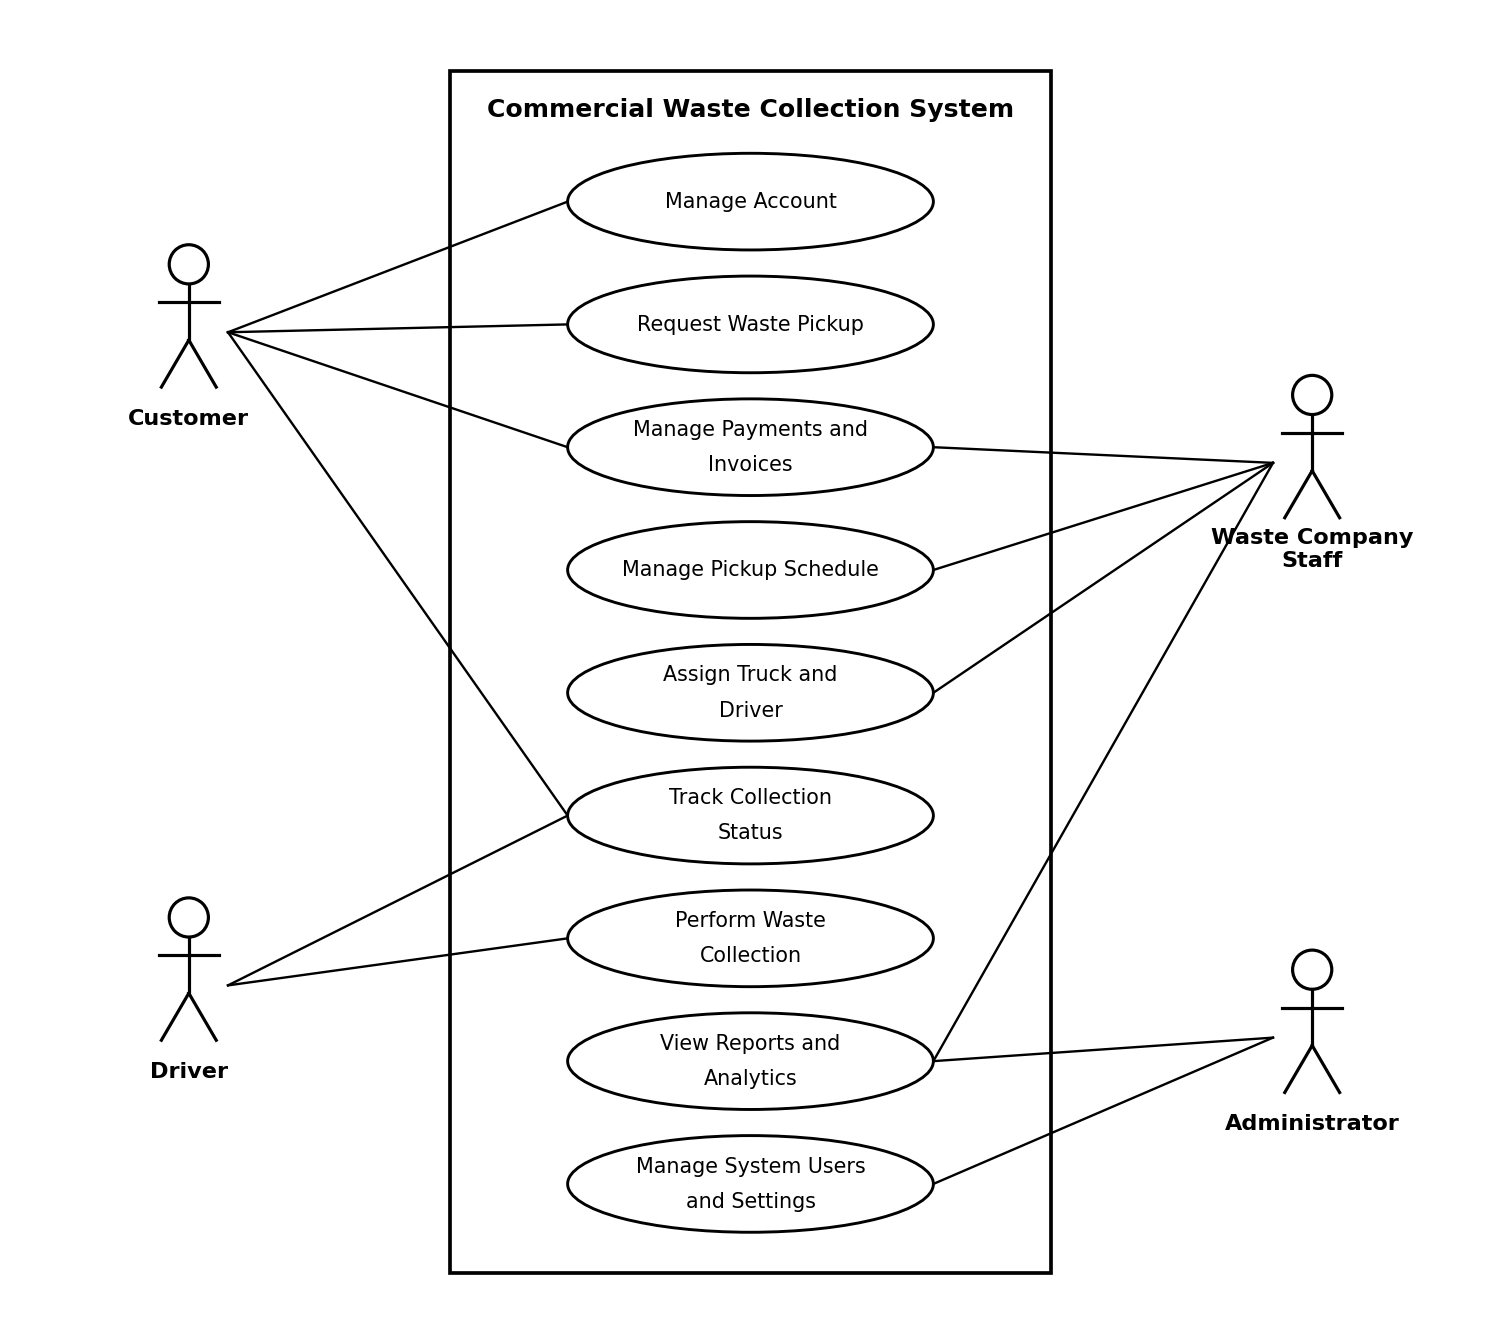 Commercial Waste Collection System
Manage Account
Request Waste Pickup
Customer
Manage Payments and
Invoices
Waste Company
Staff
Manage Pickup Schedule
Assign Truck and
Driver
Track Collection
Status
Perform Waste
Collection
Driver
View Reports and
Analytics
Administrator
Manage System Users
and Settings